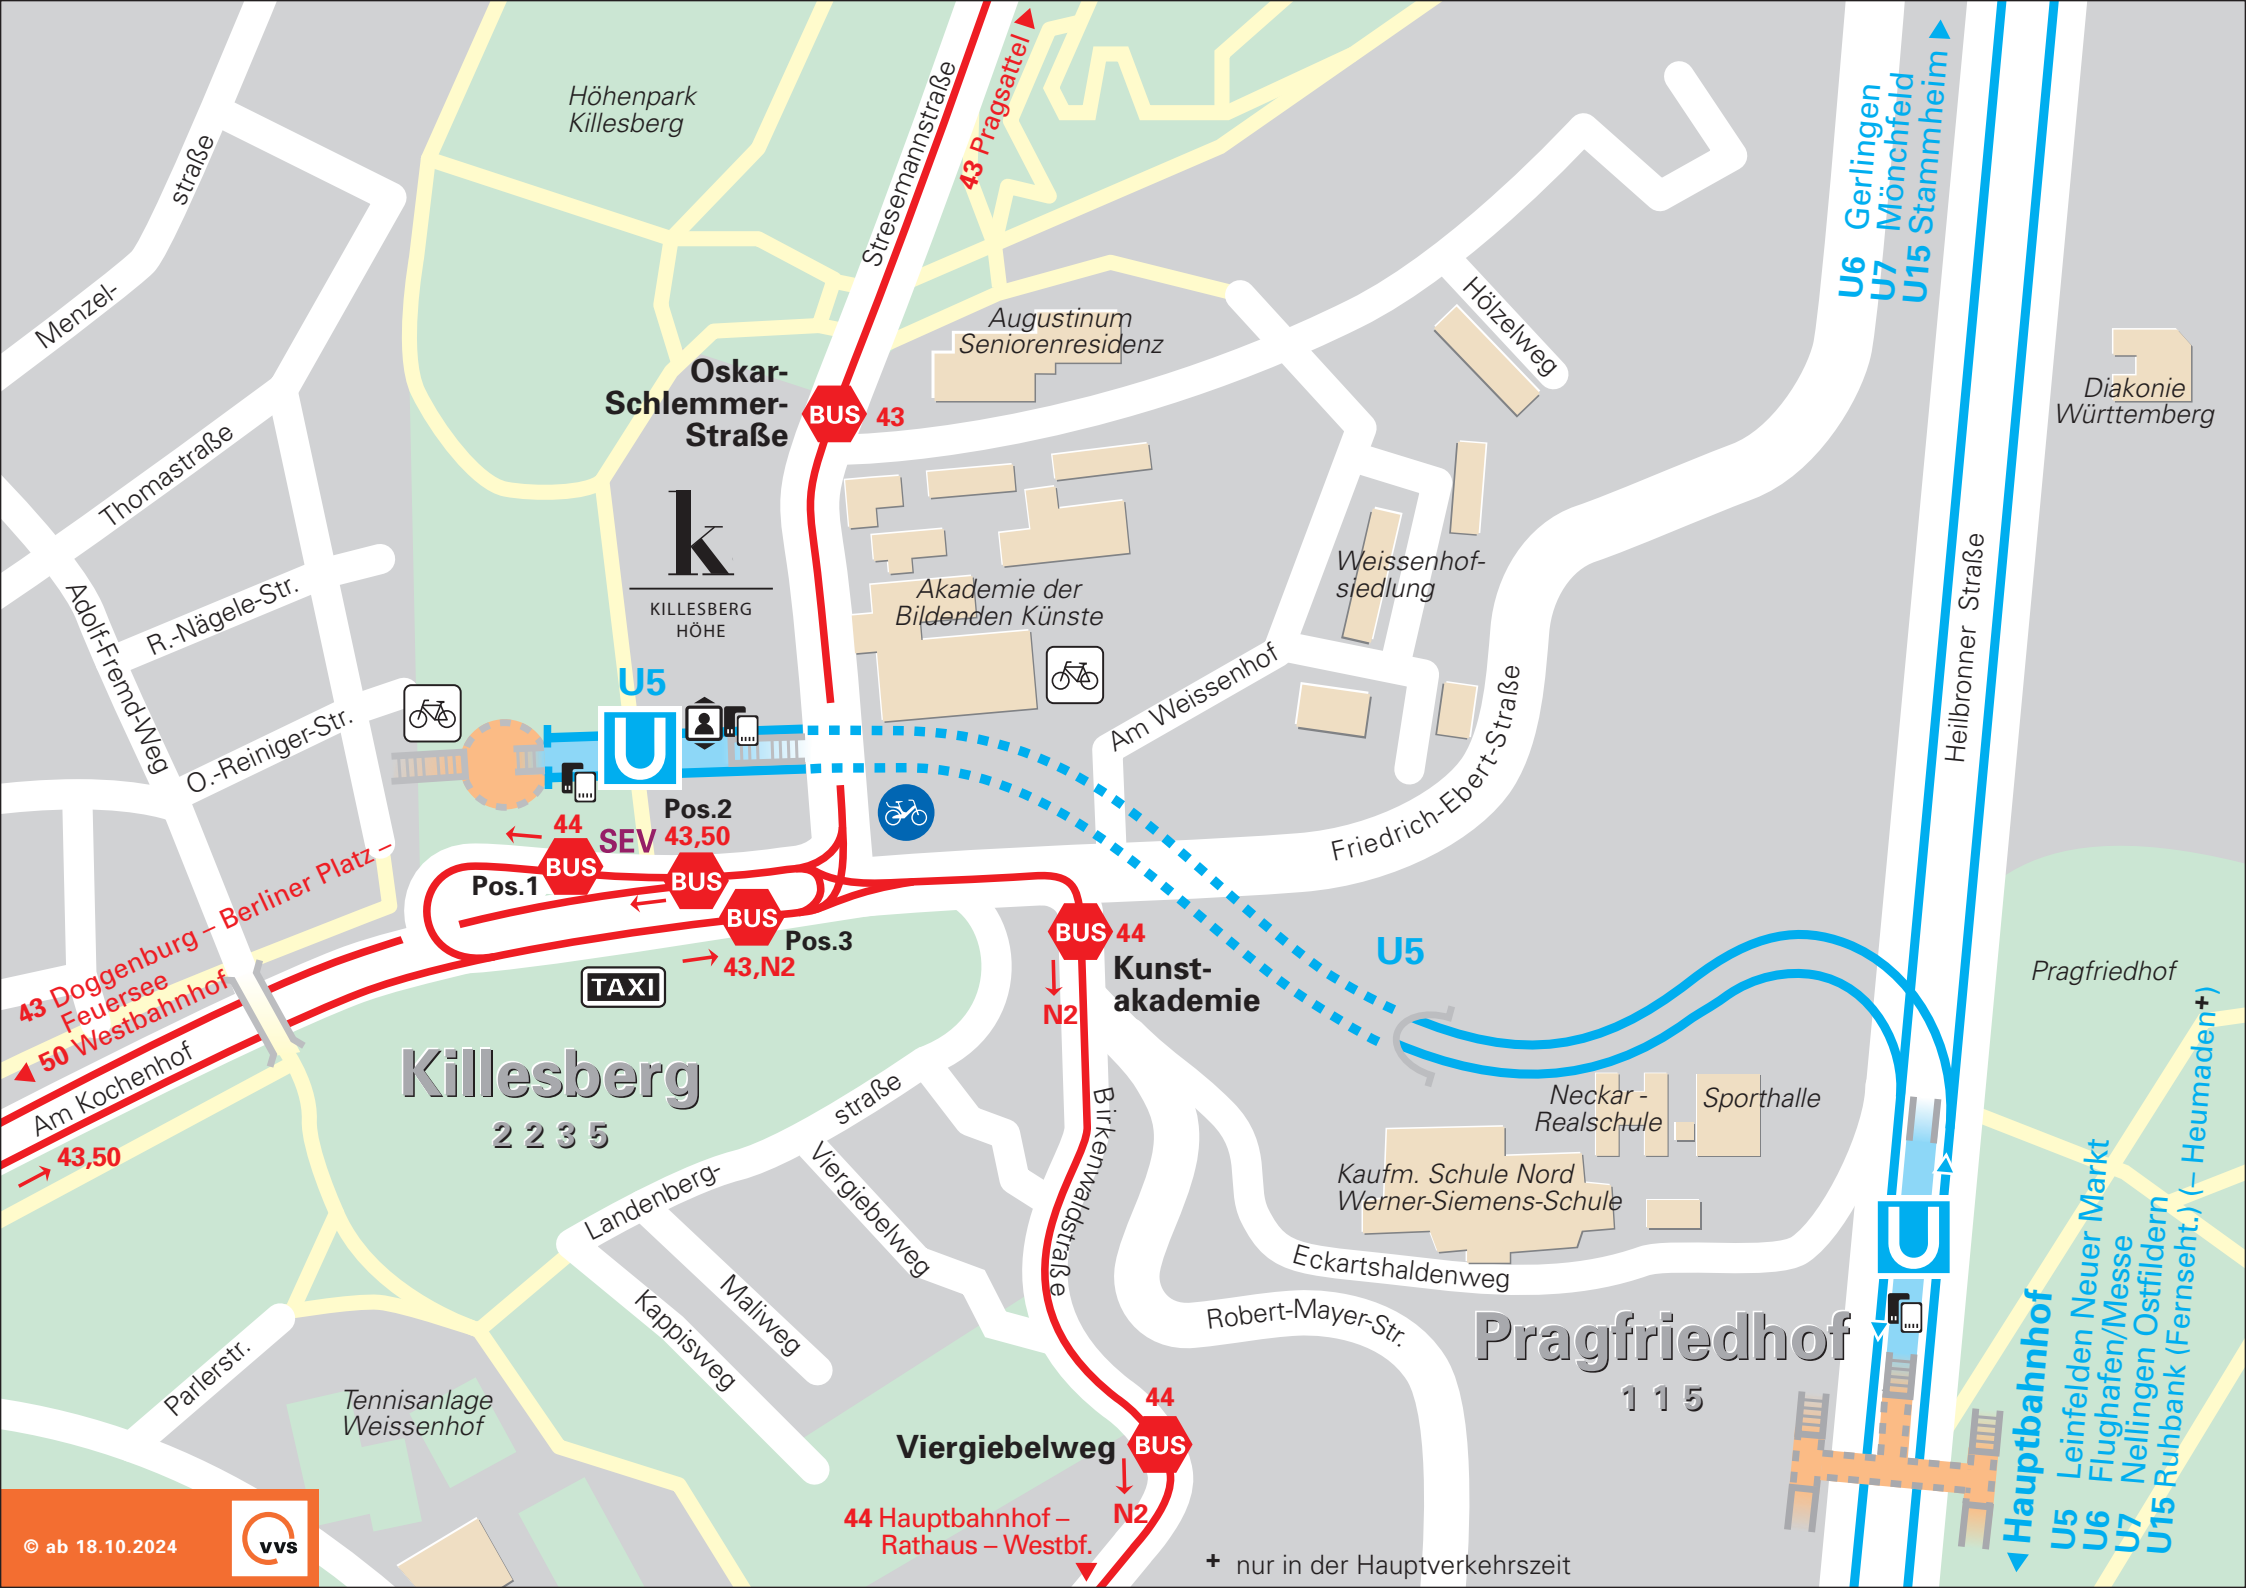 Höhenpark
Killesberg
Stresemannstraße
43 Pragsattel
U6 Gerlingen
U7 Mönchfeld
U15 Stammheim
Menzel-
straße
Thomastraße
Adolf-Fremd-Weg
R.-Nägele-Str.
O.-Reiniger-Str.
Oskar-
Schlemmer-
Straße
BUS
43
Augustinum
Seniorenresidenz
Hölzelweg
Diakonie
Württemberg
k
KILLESBERG
HÖHE
Akademie der
Bildenden Künste
Weissenhof-
siedlung
Am Weissenhof
Friedrich-Ebert-Straße
Heilbronner Straße
U5
U
Pos.2
43,50
44
SEV
BUS
Pos.1
BUS
BUS
Pos.3
43,N2
TAXI
43 Doggenburg – Berliner Platz –
Feuersee
50 Westbahnhof
Am Kochenhof
43,50
Killesberg
2235
BUS
44
Kunst-
akademie
N2
U5
Pragfriedhof
Neckar -
Realschule
Sporthalle
Kaufm. Schule Nord
Werner-Siemens-Schule
Birkenwaldstraße
Landenberg-
straße
Viergiebelweg
Maliweg
Kappisweg
Parlerstr.
Eckartshaldenweg
Robert-Mayer-Str.
U
Pragfriedhof
115
Tennisanlage
Weissenhof
44
Viergiebelweg
BUS
N2
44 Hauptbahnhof –
Rathaus – Westbf.
Hauptbahnhof
U5 Leinfelden Neuer Markt
U6 Flughafen/Messe
U7 Nellingen Ostfildern
U15 Ruhbank (Fernseht.) (– Heumaden+)
+ nur in der Hauptverkehrszeit
© ab 18.10.2024
vvs